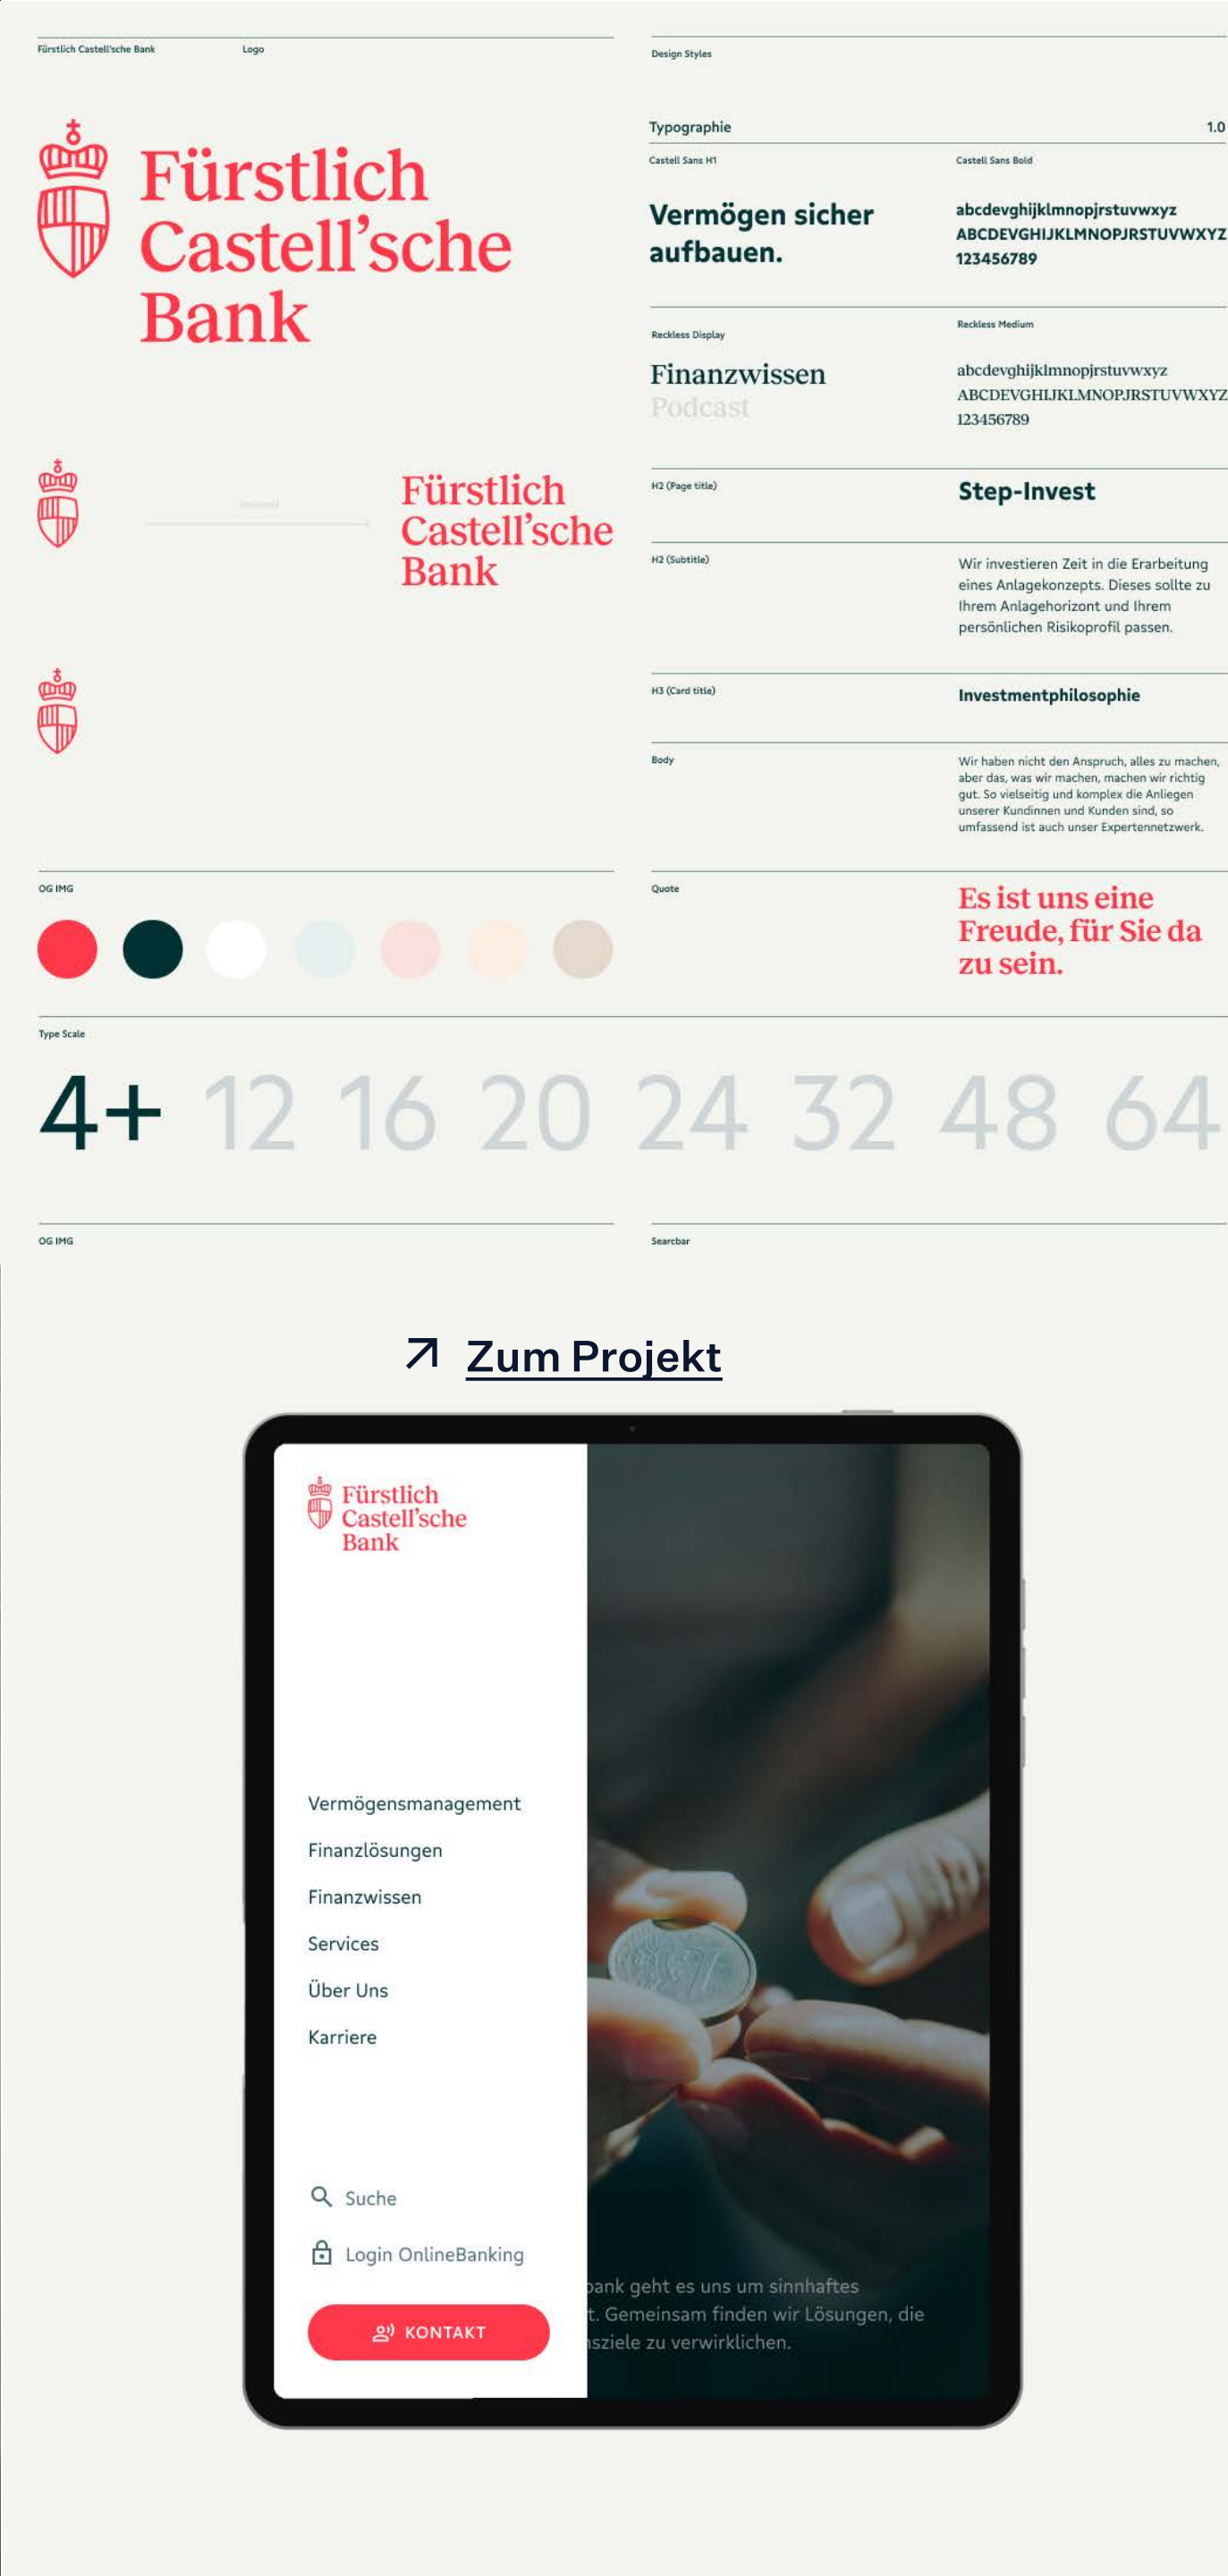 Fürstlich Castell'sche Bank
Logo
Design Styles
Fürstlich
Castell'sche
Bank
Typographie
1.0
Castell Sans H1
Castell Sans Bold
Vermögen sicher
aufbauen.
abcdevghijklmnopjrstuvwxyz
ABCDEVGHIJKLMNOPJRSTUVWXYZ
123456789
Reckless Display
Reckless Medium
Finanzwissen
Podcast
abcdevghijklmnopjrstuvwxyz
ABCDEVGHIJKLMNOPJRSTUVWXYZ
123456789
Fürstlich
Castell'sche
Bank
H2 (Page title)
Step-Invest
H2 (Subtitle)
Wir investieren Zeit in die Erarbeitung
eines Anlagekonzepts. Dieses sollte zu
Ihrem Anlagehorizont und Ihrem
persönlichen Risikoprofil passen.
H3 (Card title)
Investmentphilosophie
Body
Wir haben nicht den Anspruch, alles zu machen,
aber das, was wir machen, machen wir richtig
gut. So vielseitig und komplex die Anliegen
unserer Kundinnen und Kunden sind, so
umfassend ist auch unser Expertennetzwerk.
OG IMG
Quote
Es ist uns eine
Freude, für Sie da
zu sein.
Type Scale
4+ 12 16 20 24 32 48 64
OG IMG
Searcbar
Zum Projekt
Fürstlich
Castell'sche
Bank
Vermögensmanagement
Finanzlösungen
Finanzwissen
Services
Über Uns
Karriere
Suche
Login OnlineBanking
KONTAKT
bank geht es uns um sinnhaftes
t. Gemeinsam finden wir Lösungen, die
nsziele zu verwirklichen.